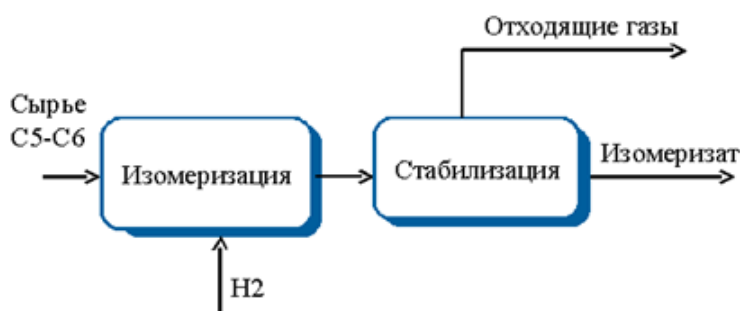 Отходящие газы
Сырье
С5-С6
Изомеризация
Стабилизация
Изомеризат
Н2